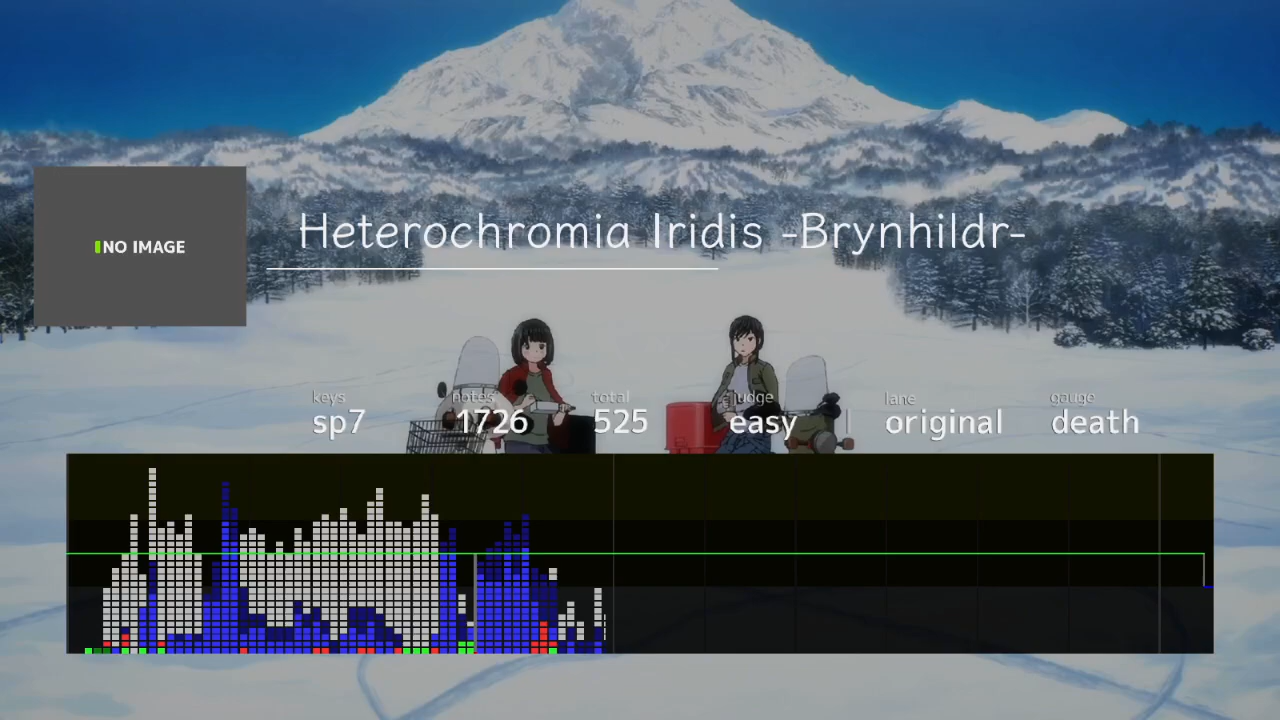 NO IMAGE
Heterochromia Iridis -Brynhildr-
keys notes total judge lane gauge
sp7 1726 525 easy original death